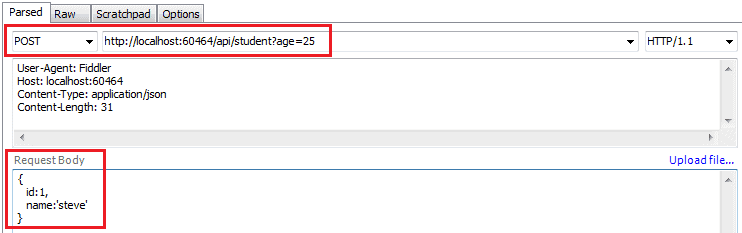 Parsed Raw Scratchpad Options
POST http://localhost:60464/api/student?age=25 HTTP/1.1
User-Agent: Fiddler
Host: localhost:60464
Content-Type: application/json
Content-Length: 31
Request Body Upload file...
{
id:1,
name:'steve'
}